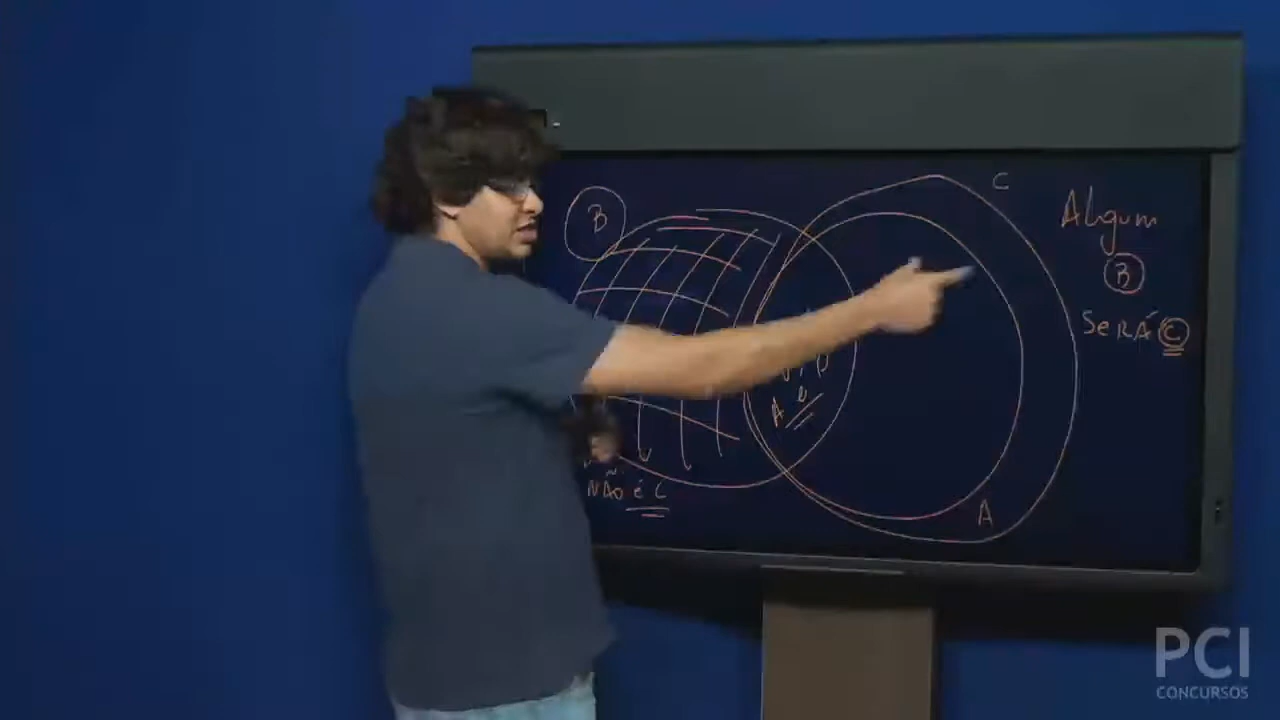 B
C
Algum
B
SERÁ C
A
NÃO é C
A
PCI
CONCURSOS